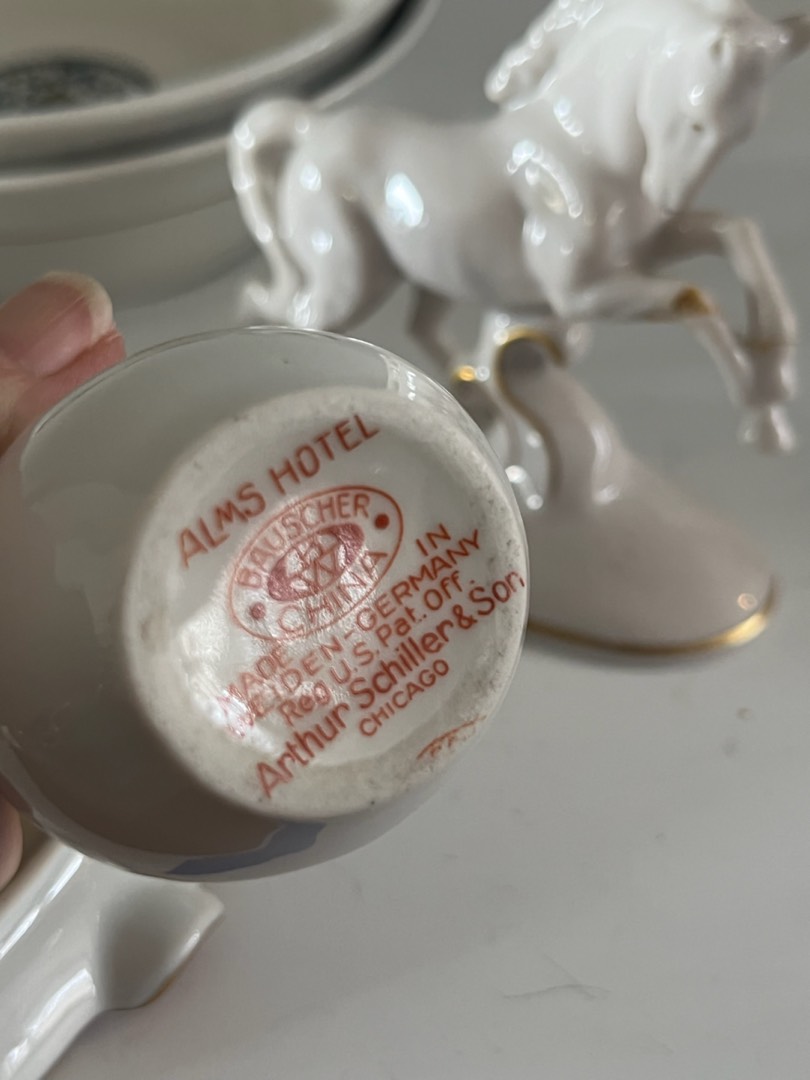 ALMS HOTEL
BAUSCHER
CHINA
MADE IN
WEIDEN-GERMANY
Reg. U.S. Pat. Off.
Arthur Schiller & Son
CHICAGO